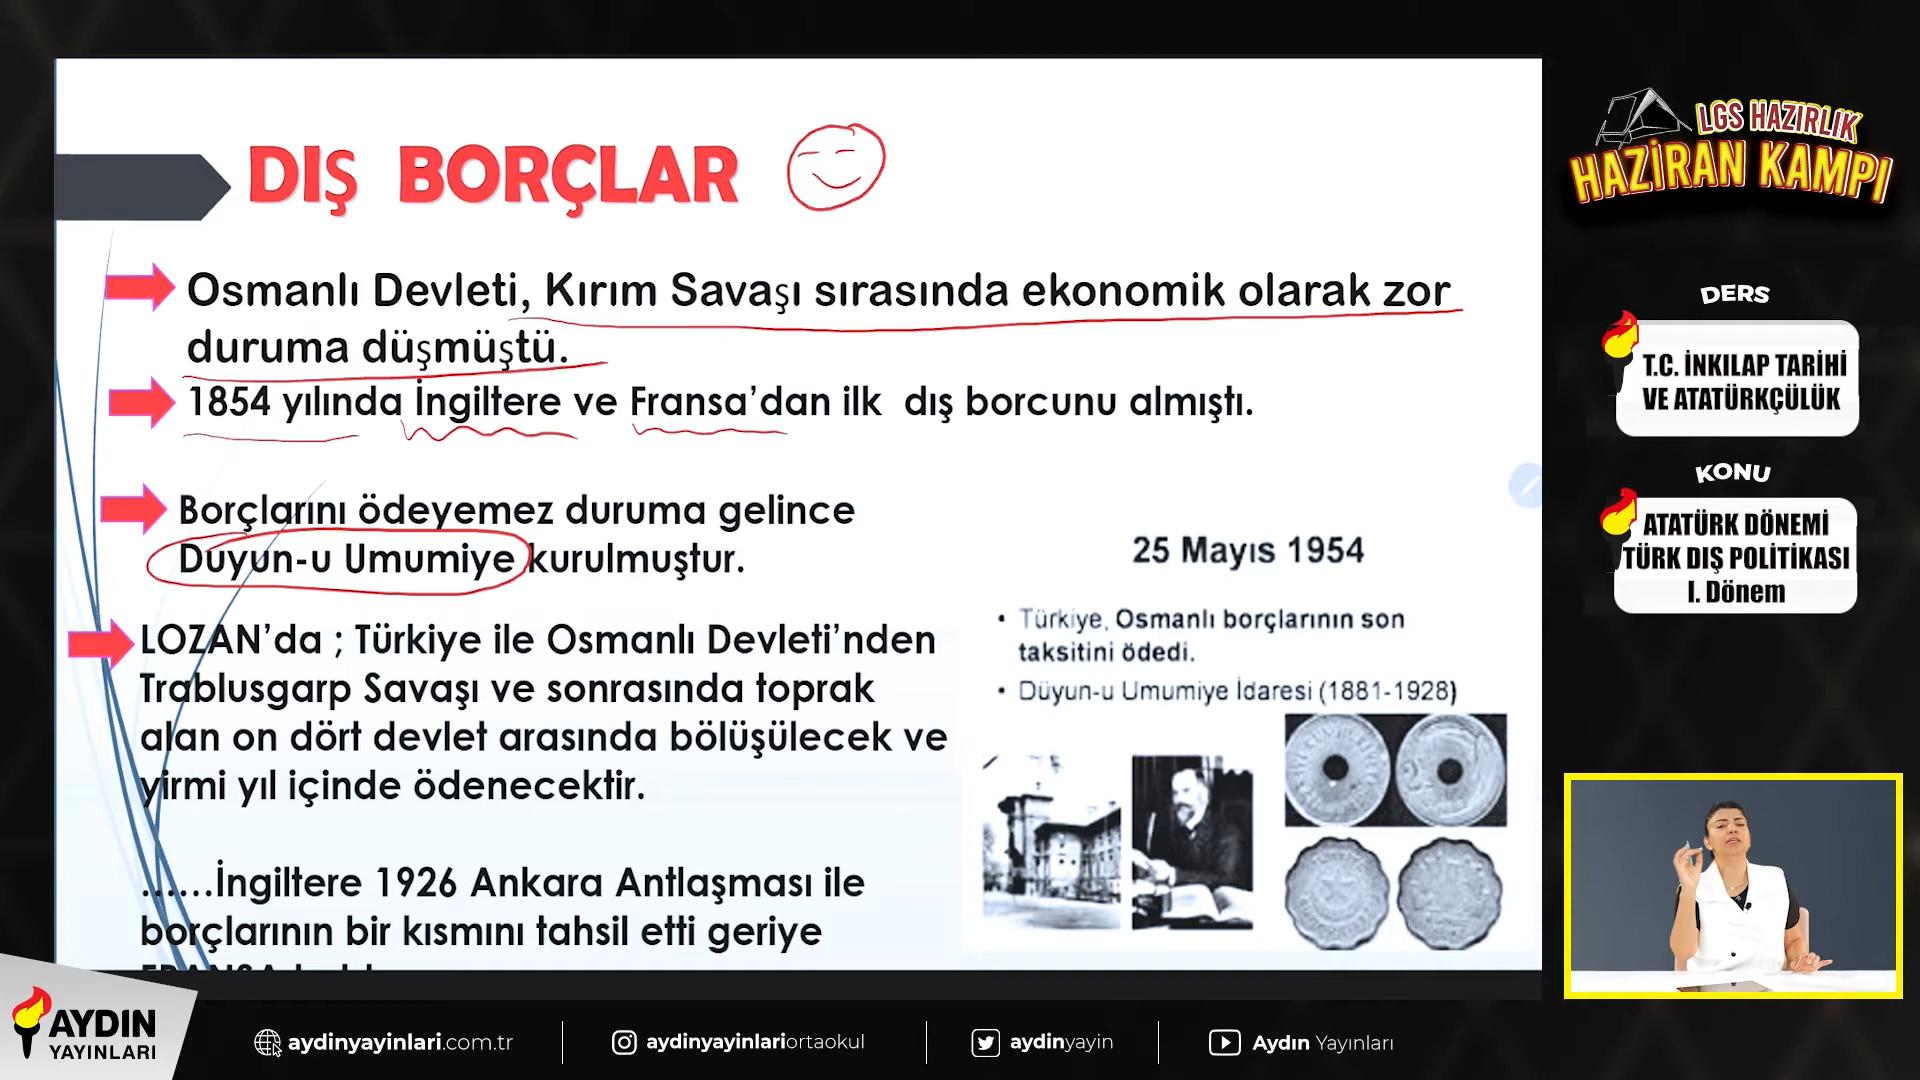 DIŞ BORÇLAR
Osmanlı Devleti, Kırım Savaşı sırasında ekonomik olarak zor
duruma düşmüştü.
1854 yılında İngiltere ve Fransa'dan ilk dış borcunu almıştı.
Borçlarını ödeyemez duruma gelince
Duyun-u Umumiye kurulmuştur.
LOZAN'da ; Türkiye ile Osmanlı Devleti'nden
Trablusgarp Savaşı ve sonrasında toprak
alan on dört devlet arasında bölüşülecek ve
yirmi yıl içinde ödenecektir.
......İngiltere 1926 Ankara Antlaşması ile
borçlarının bir kısmını tahsil etti geriye
25 Mayıs 1954
• Türkiye, Osmanlı borçlarının son
taksitini ödedi.
• Düyun-u Umumiye İdaresi (1881-1928)
LGS HAZIRLIK
HAZİRAN KAMPI
DERS
T.C. İNKILAP TARİHİ
VE ATATÜRKÇÜLÜK
KONU
ATATÜRK DÖNEMİ
TÜRK DIŞ POLİTİKASI
I. Dönem
AYDIN
YAYINLARI
aydinyayinlari.com.tr
aydinyayinlariortaokul
aydinyayin
Aydın Yayınları